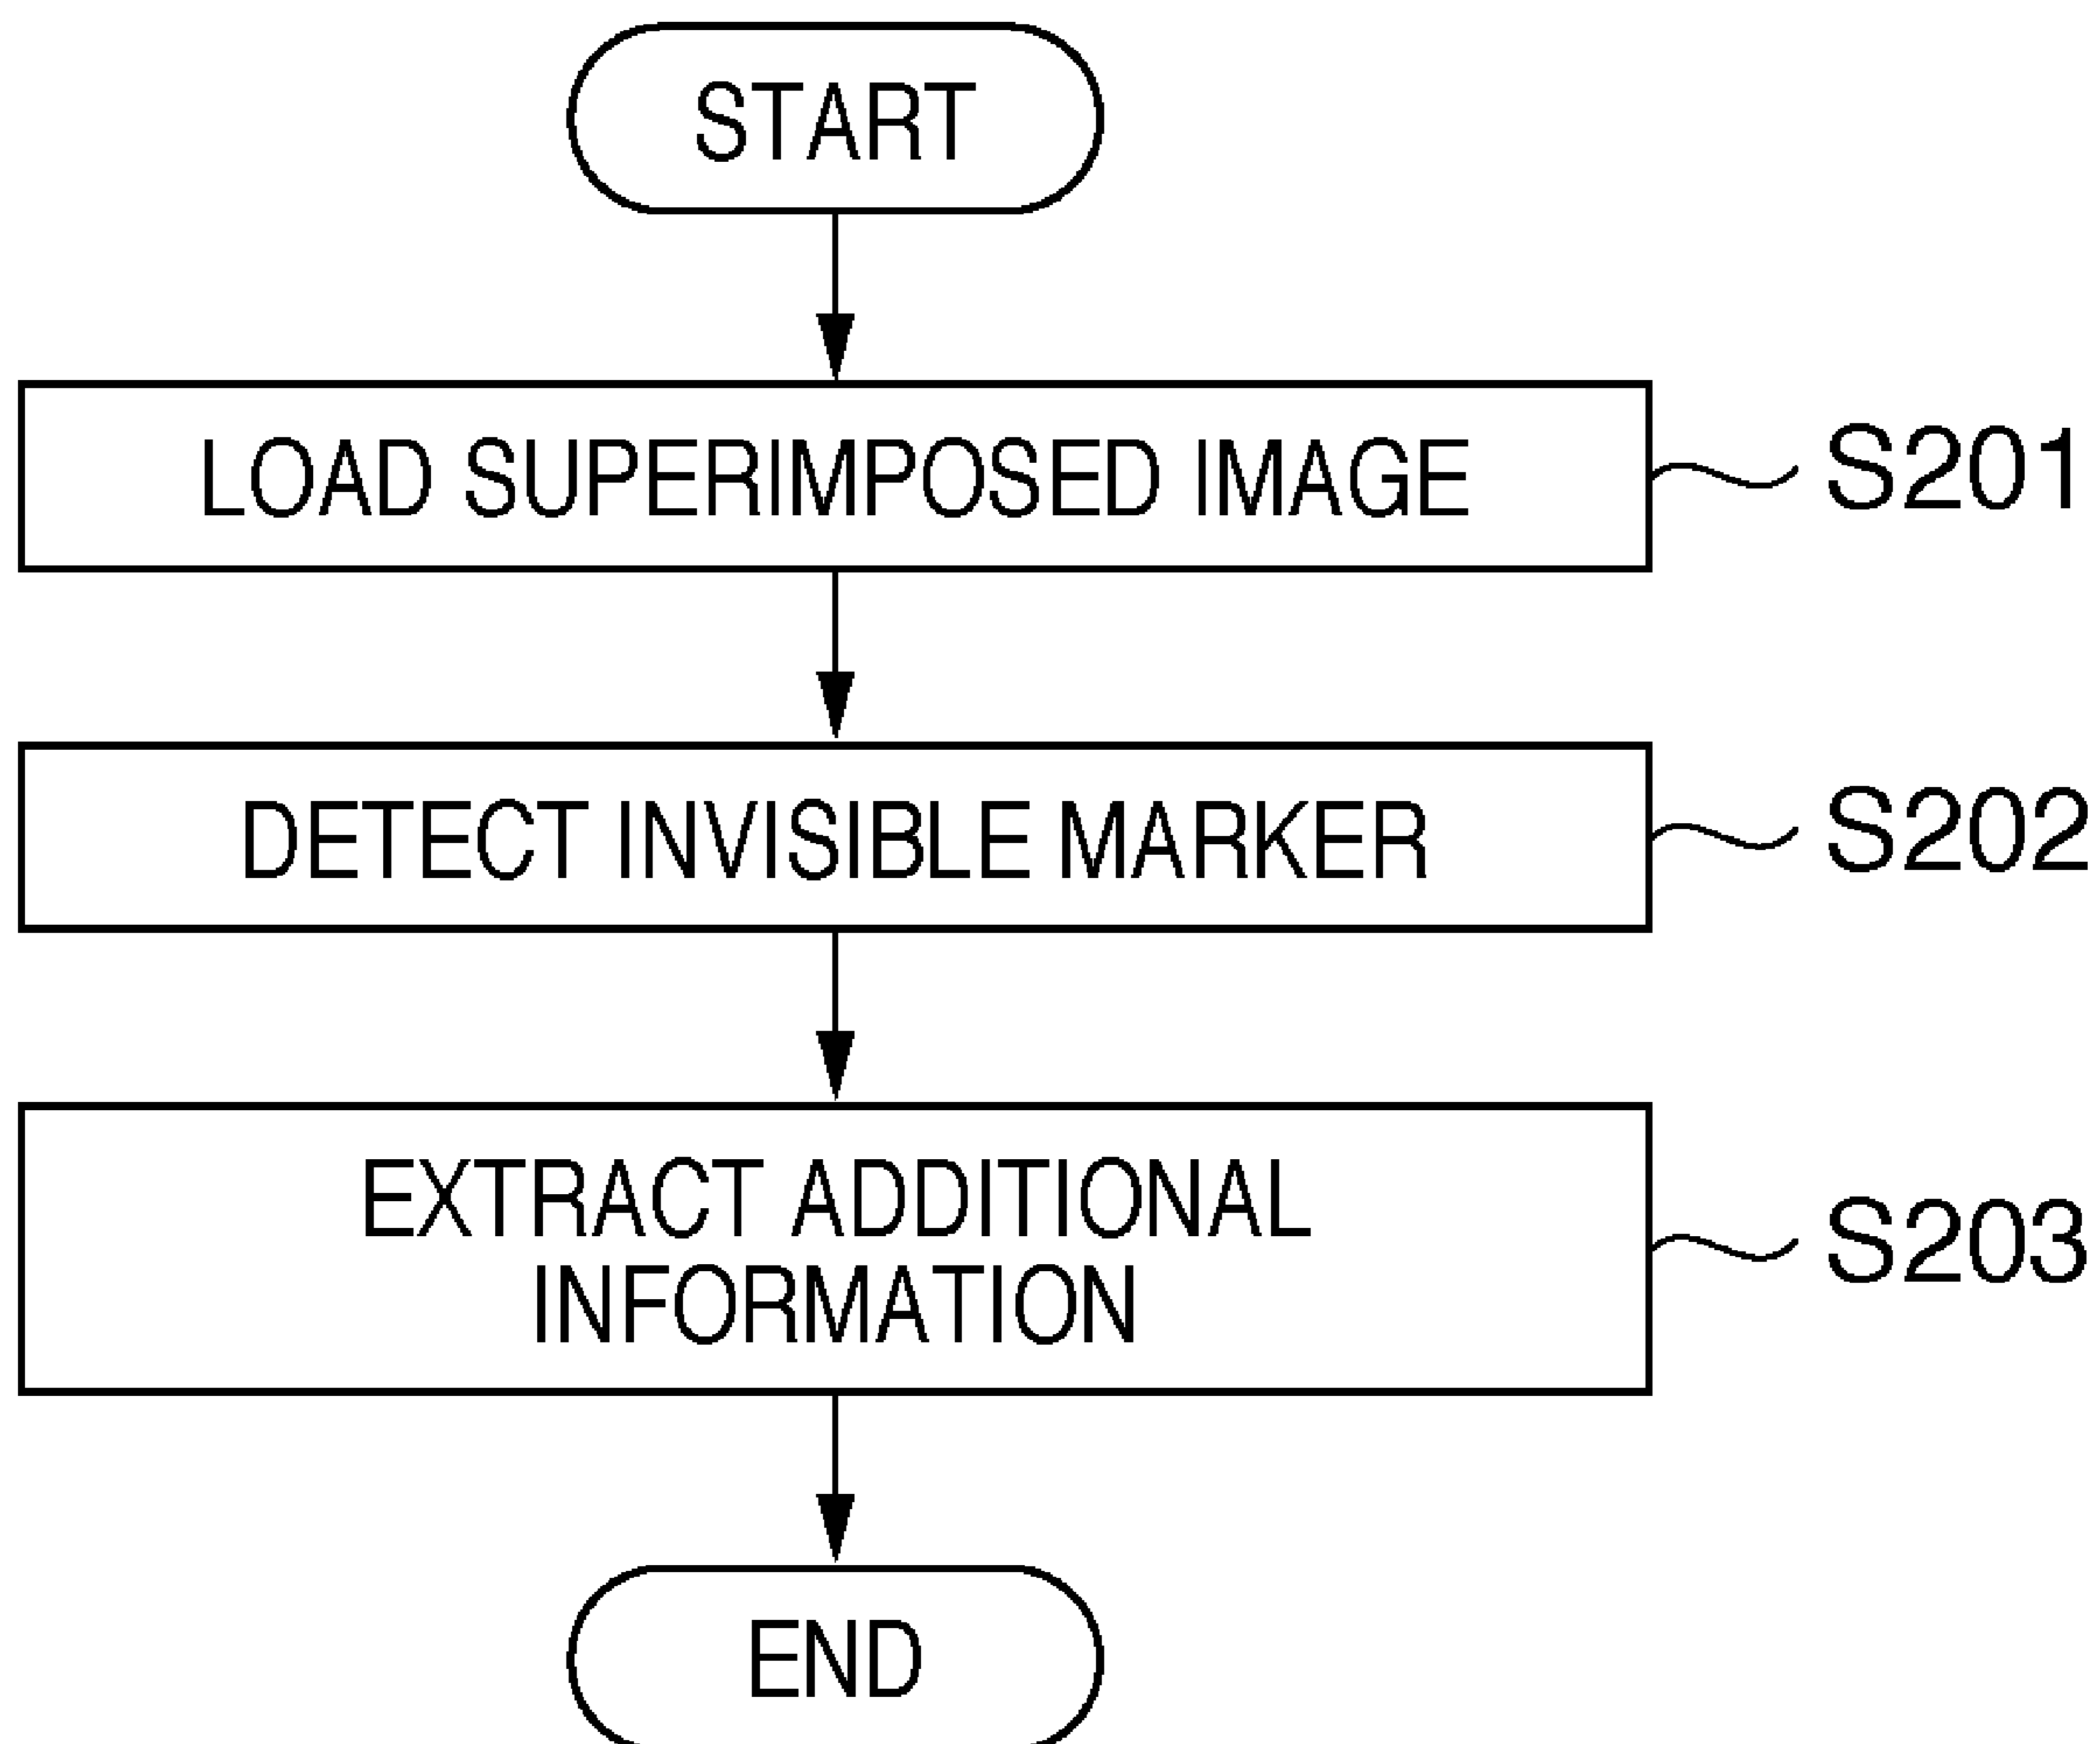 START
LOAD SUPERIMPOSED IMAGE
S201
DETECT INVISIBLE MARKER
S202
EXTRACT ADDITIONAL
INFORMATION
S203
END